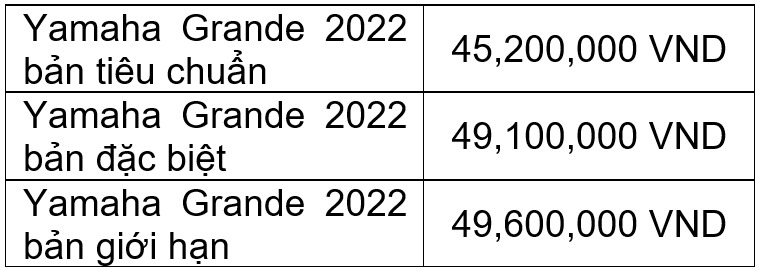 Yamaha Grande 2022
bản tiêu chuẩn
45,200,000 VND
Yamaha Grande 2022
bản đặc biệt
49,100,000 VND
Yamaha Grande 2022
bản giới hạn
49,600,000 VND